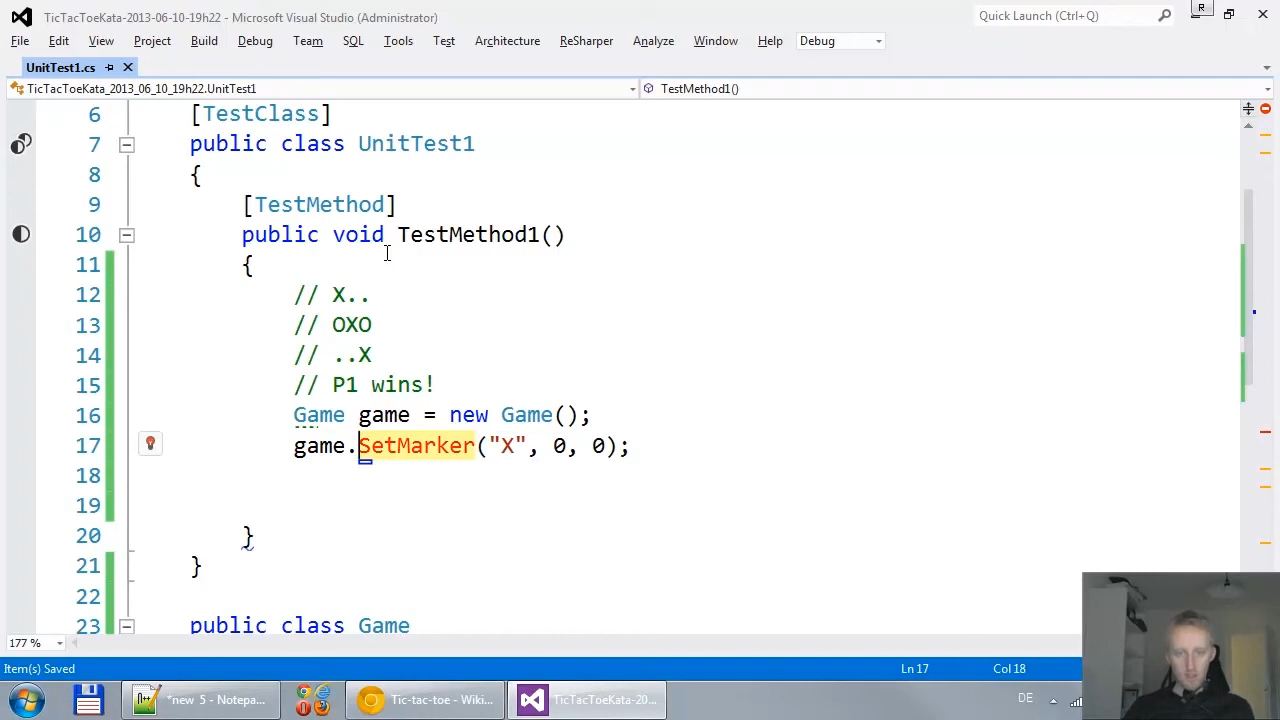 TicTacToeKata-2013-06-10-19h22 - Microsoft Visual Studio (Administrator)
Quick Launch (Ctrl+Q)
R
File Edit View Project Build Debug Team SQL Tools Test Architecture ReSharper Analyze Window Help Debug
UnitTest1.cs
TicTacToeKata_2013_06_10_19h22.UnitTest1 TestMethod1()
6 [TestClass]
7 public class UnitTest1
8 {
9 [TestMethod]
10 public void TestMethod1()
11 {
12 // X..
13 // OXO
14 // ..X
15 // P1 wins!
16 Game game = new Game();
17 game.SetMarker("X", 0, 0);
18
19
20 }
21 }
22
23 public class Game
177 %
Item(s) Saved Ln 17 Col 18
*new 5 - Notepa... Tic-tac-toe - Wiki... TicTacToeKata-20... DE